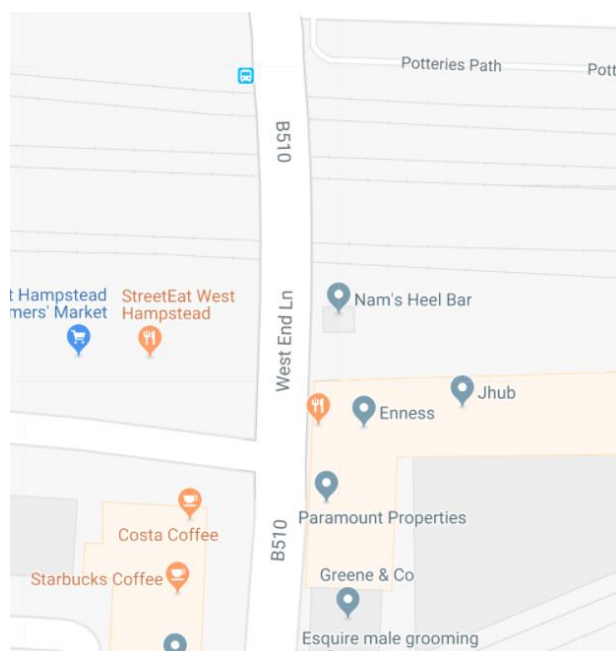 Potteries Path
Pott
B510
t Hampstead
mers' Market
StreetEat West
Hampstead
West End Ln
Nam's Heel Bar
Jhub
Enness
Paramount Properties
Costa Coffee
B510
Starbucks Coffee
Greene & Co
Esquire male grooming